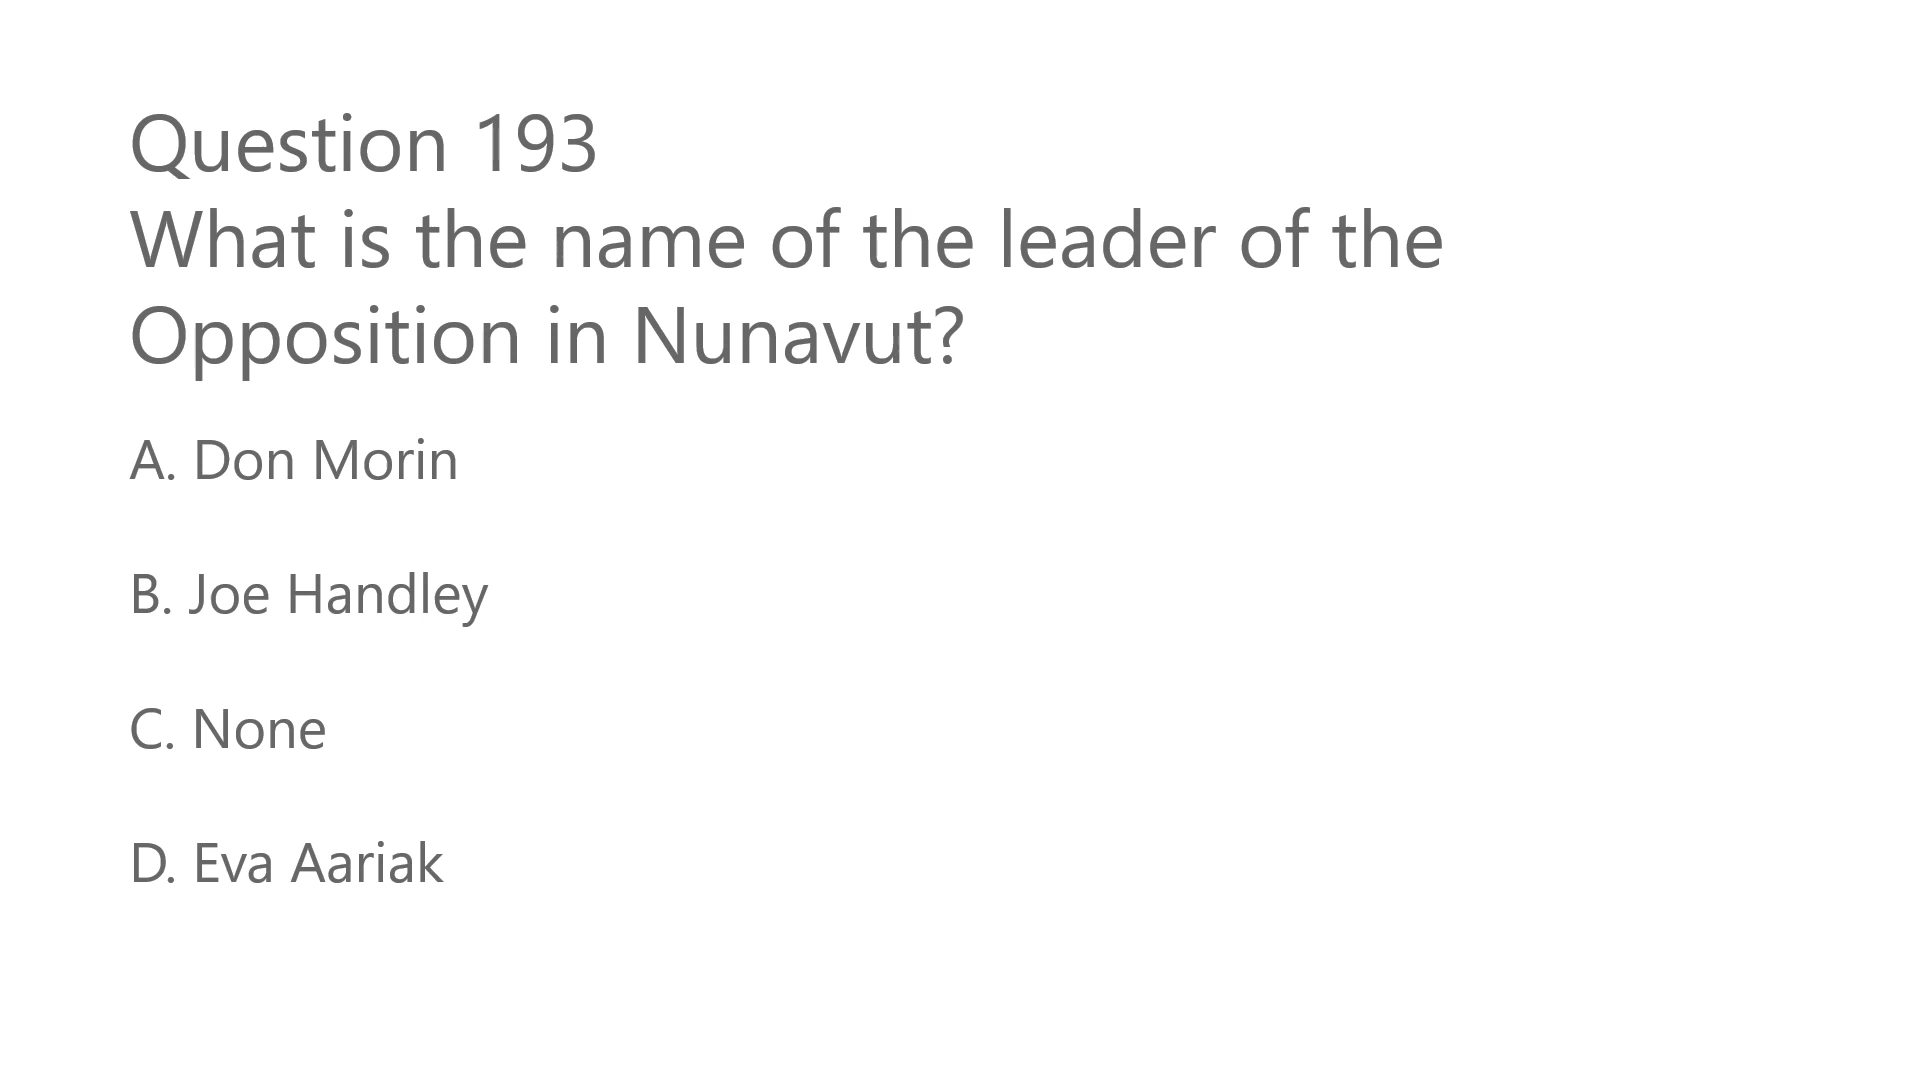 Question 193
What is the name of the leader of the
Opposition in Nunavut?
A. Don Morin
B. Joe Handley
C. None
D. Eva Aariak